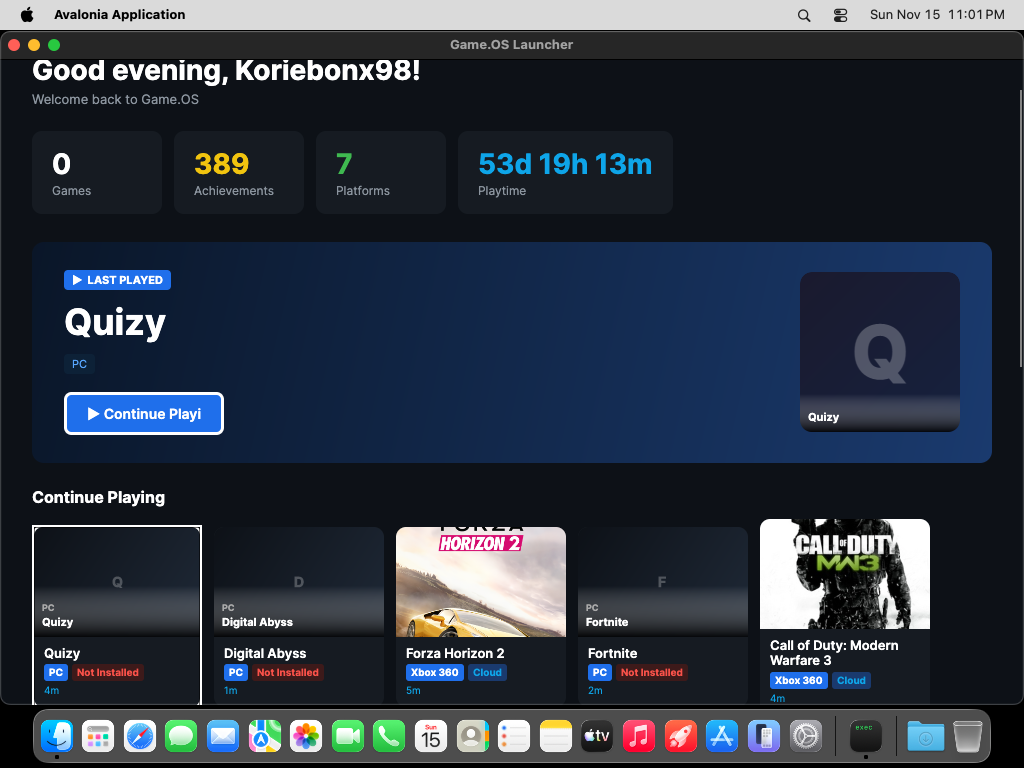 Avalonia Application
Sun Nov 15 11:01 PM
Game.OS Launcher
Good evening, Koriebonx98!
Welcome back to Game.OS
0
Games
389
Achievements
7
Platforms
53d 19h 13m
Playtime
▶ LAST PLAYED
Quizy
PC
▶ Continue Playi
Q
Quizy
Continue Playing
Q
PC
Quizy
Quizy
PC Not Installed
4m
D
PC
Digital Abyss
Digital Abyss
PC Not Installed
1m
FORZA
HORIZON 2
Forza Horizon 2
Xbox 360 Cloud
5m
F
PC
Fortnite
Fortnite
PC Not Installed
2m
CALL OF DUTY
MW3
Call of Duty: Modern
Warfare 3
Xbox 360 Cloud
4m
Sun
15
tv
exec